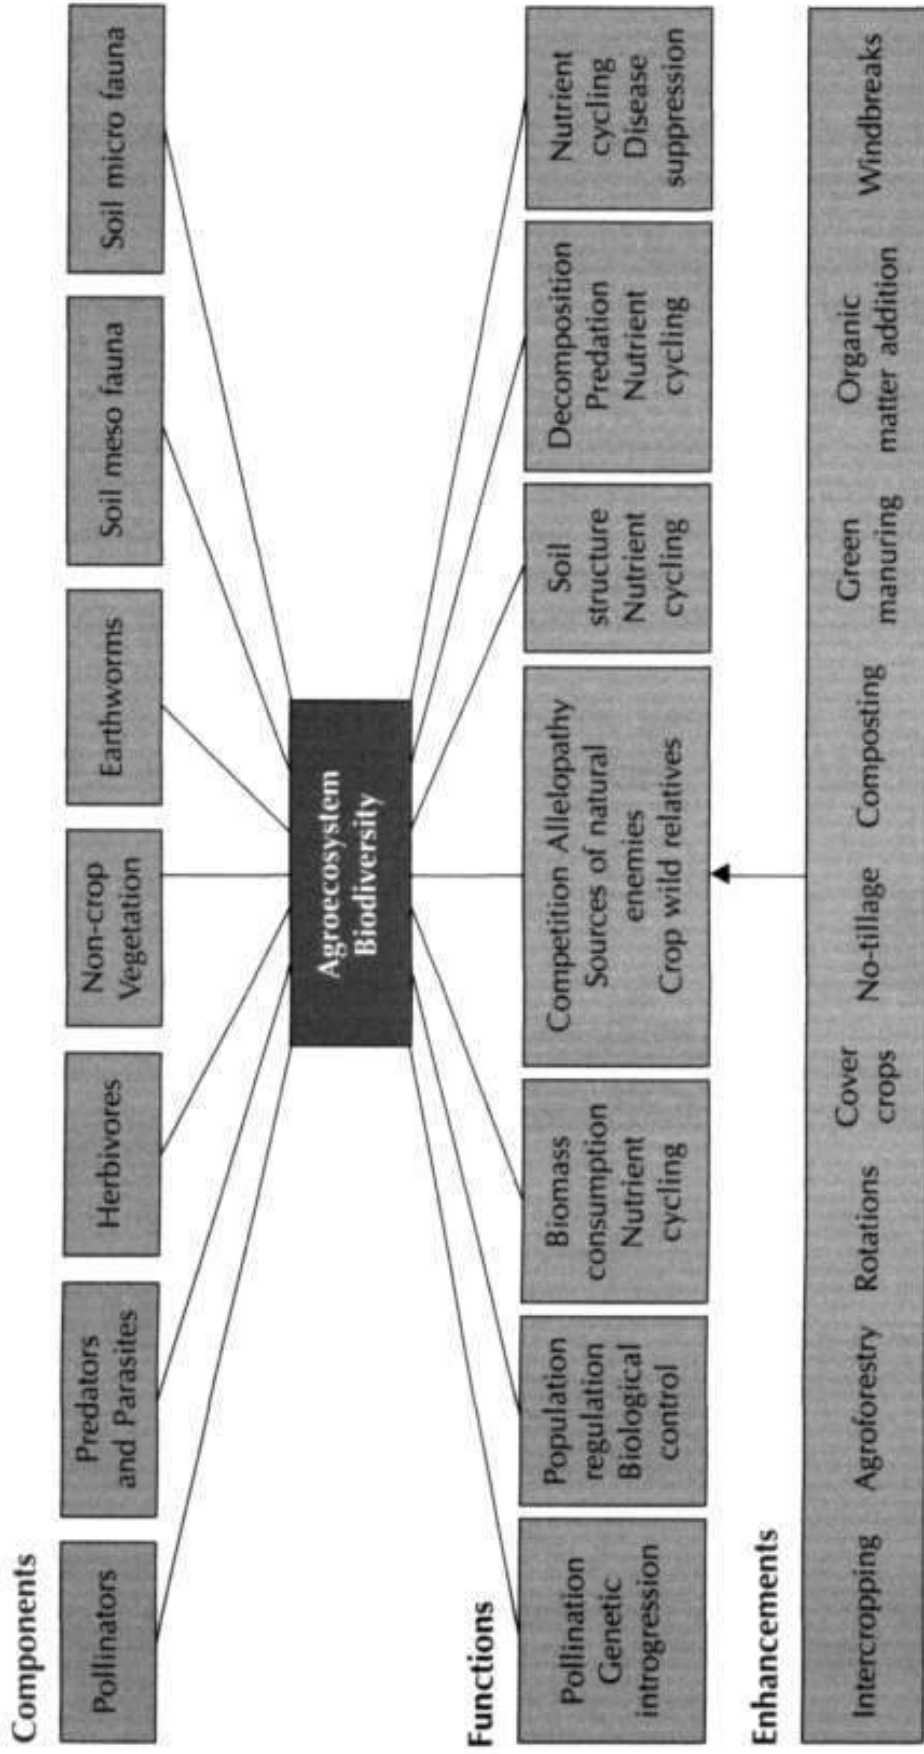 Components
Pollinators
Predators
and Parasites
Herbivores
Non-crop
Vegetation
Earthworms
Soil meso fauna
Soil micro fauna
Agroecosystem
Biodiversity
Functions
Pollination
Genetic
introgression
Population
regulation
Biological
control
Biomass
consumption
Nutrient
cycling
Competition Allelopathy
Sources of natural
enemies
Crop wild relatives
Soil
structure
Nutrient
cycling
Decomposition
Predation
Nutrient
cycling
Nutrient
cycling
Disease
suppression
Enhancements
Intercropping
Agroforestry
Rotations
Cover
crops
No-tillage
Composting
Green
manuring
Organic
matter addition
Windbreaks